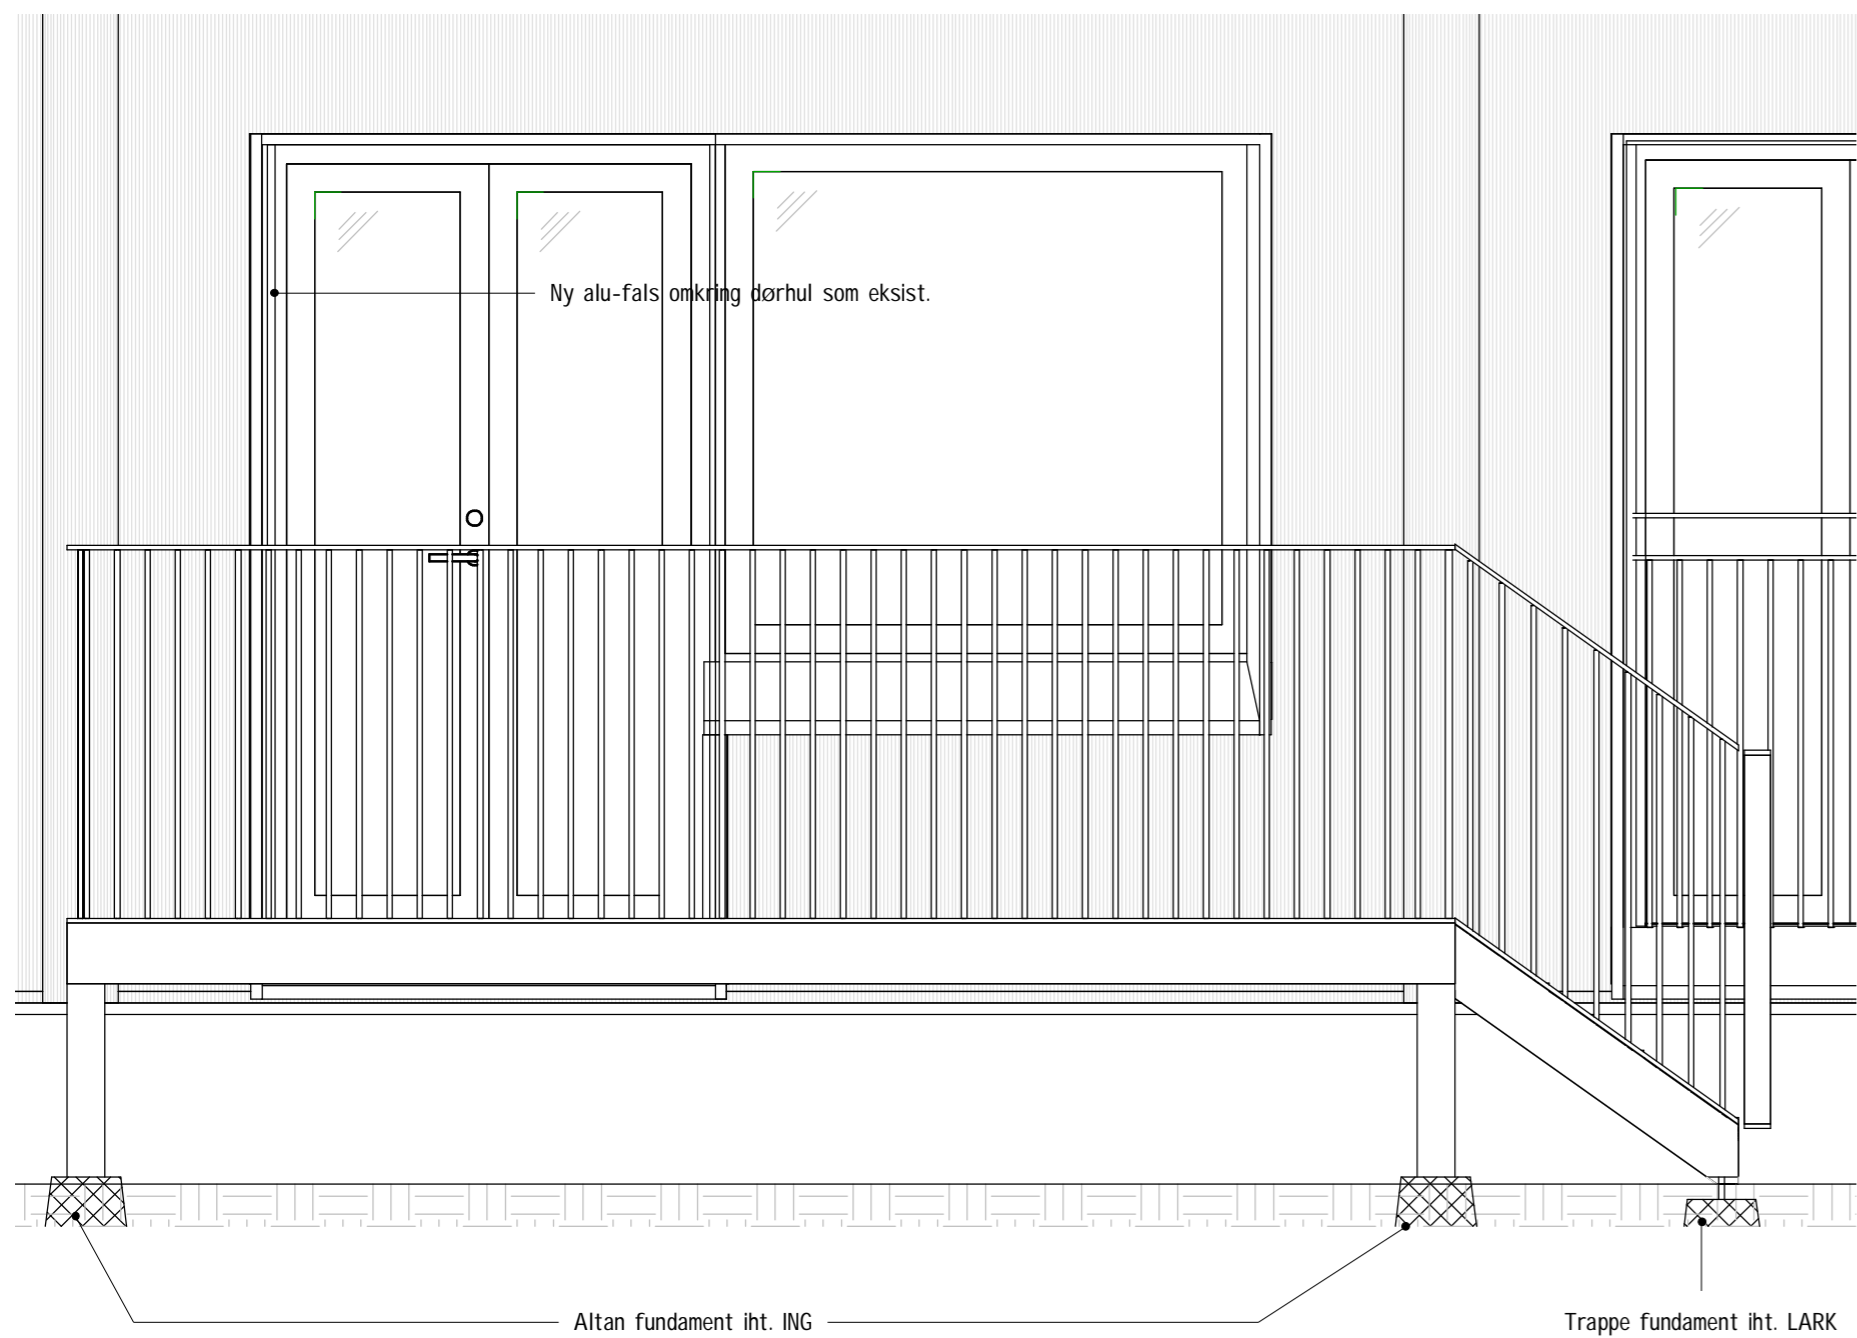 Ny alu-fals omkring dørhul som eksist.
Altan fundament iht. ING
Trappe fundament iht. LARK